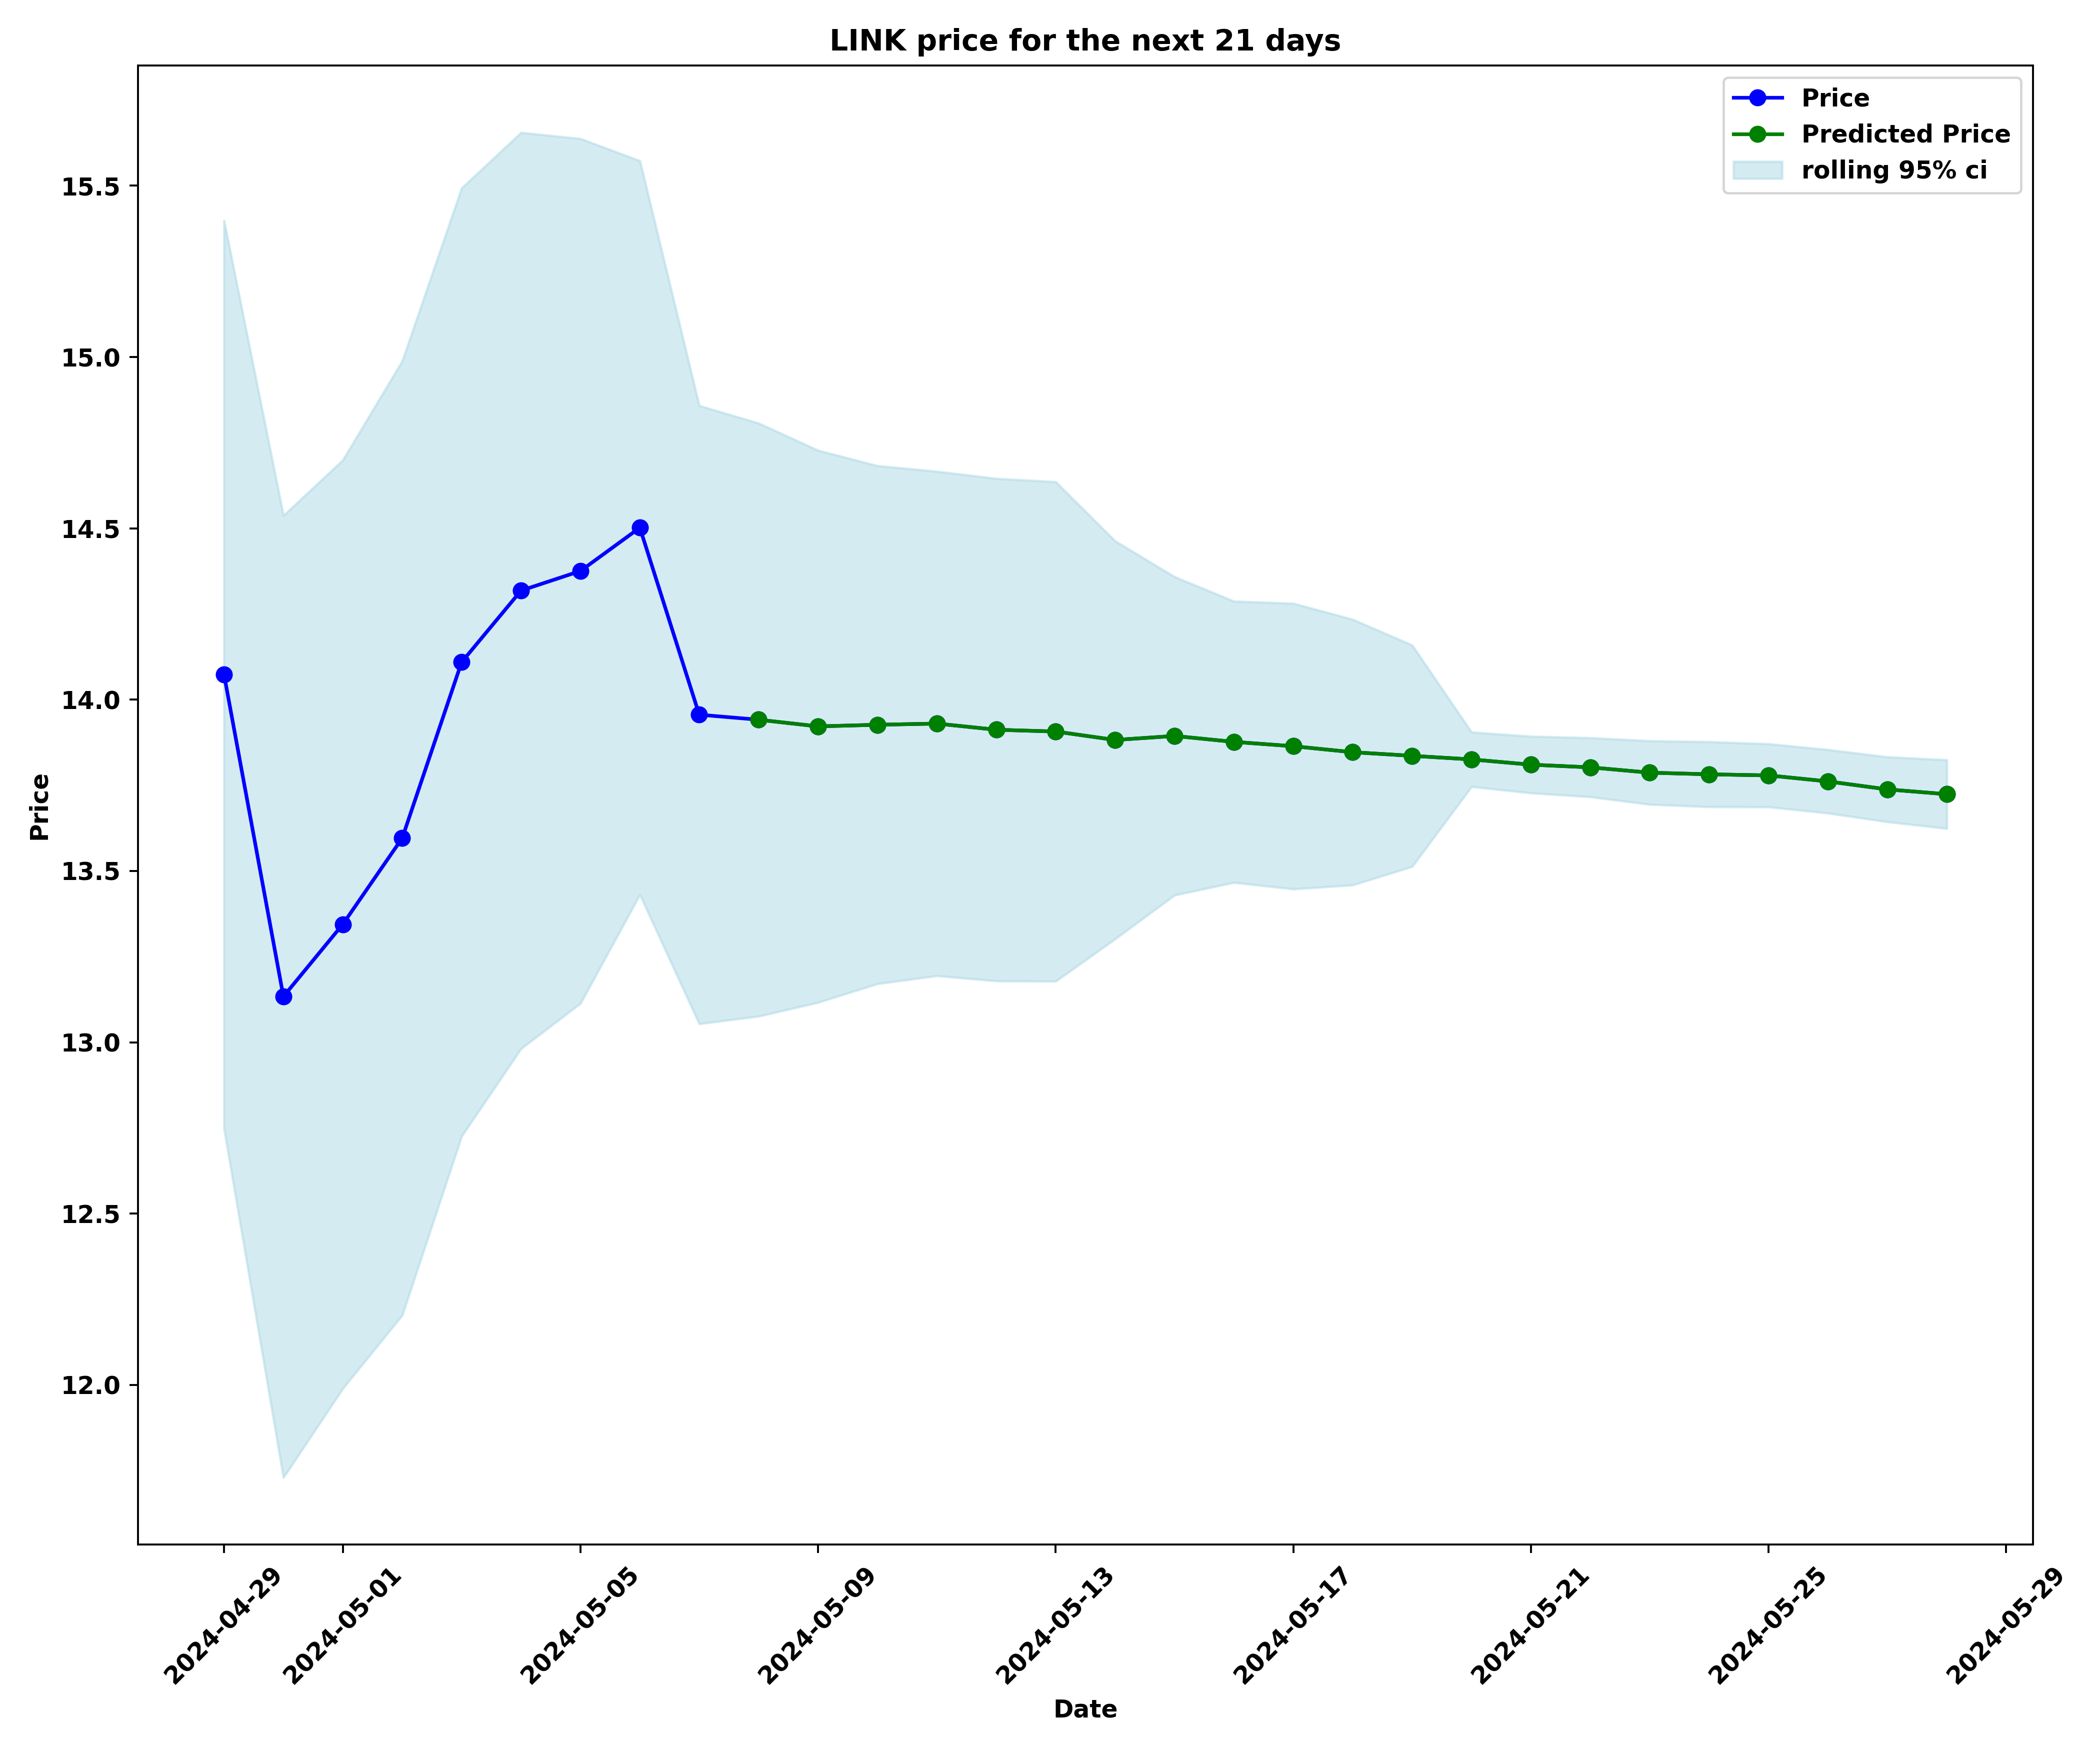 LINK price for the next 21 days
Price
Predicted Price
rolling 95% ci
15.5
15.0
14.5
14.0
13.5
13.0
12.5
12.0
Price
2024-04-29
2024-05-01
2024-05-05
2024-05-09
2024-05-13
2024-05-17
2024-05-21
2024-05-25
2024-05-29
Date